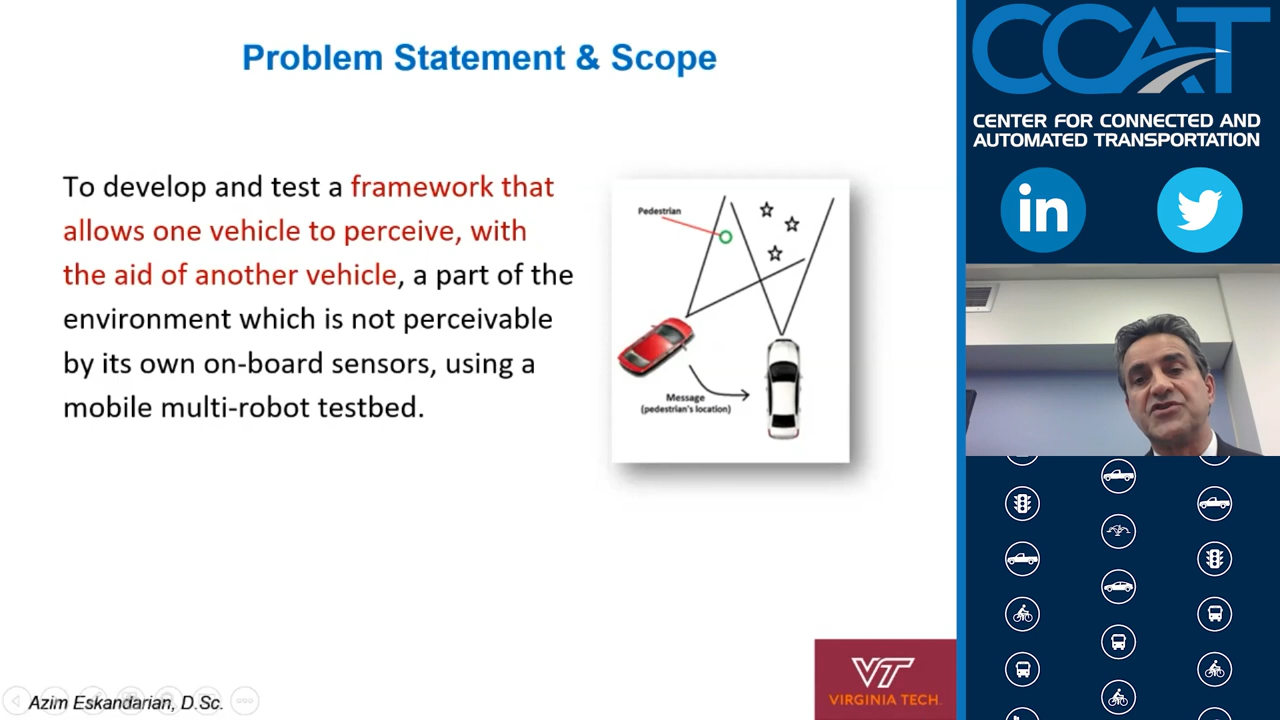 Problem Statement & Scope
To develop and test a framework that
allows one vehicle to perceive, with
the aid of another vehicle, a part of the
environment which is not perceivable
by its own on-board sensors, using a
mobile multi-robot testbed.
Pedestrian
Message
(pedestrian's location)
Azim Eskandarian, D.Sc.
VT
VIRGINIA TECH
CCAT
CENTER FOR CONNECTED AND
AUTOMATED TRANSPORTATION
in